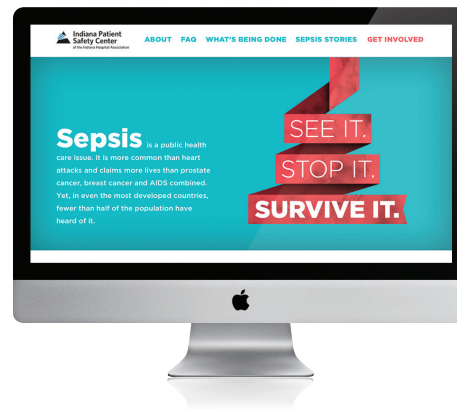 Indiana Patient
Safety Center
of the Indiana Hospital Association
ABOUT FAQ WHAT'S BEING DONE SEPSIS STORIES GET INVOLVED
Sepsis is a public health
care issue. It is more common than heart
attacks and claims more lives than prostate
cancer, breast cancer and AIDS combined.
Yet, in even the most developed countries,
fewer than half of the population have
heard of it.
SEE IT.
STOP IT.
SURVIVE IT.